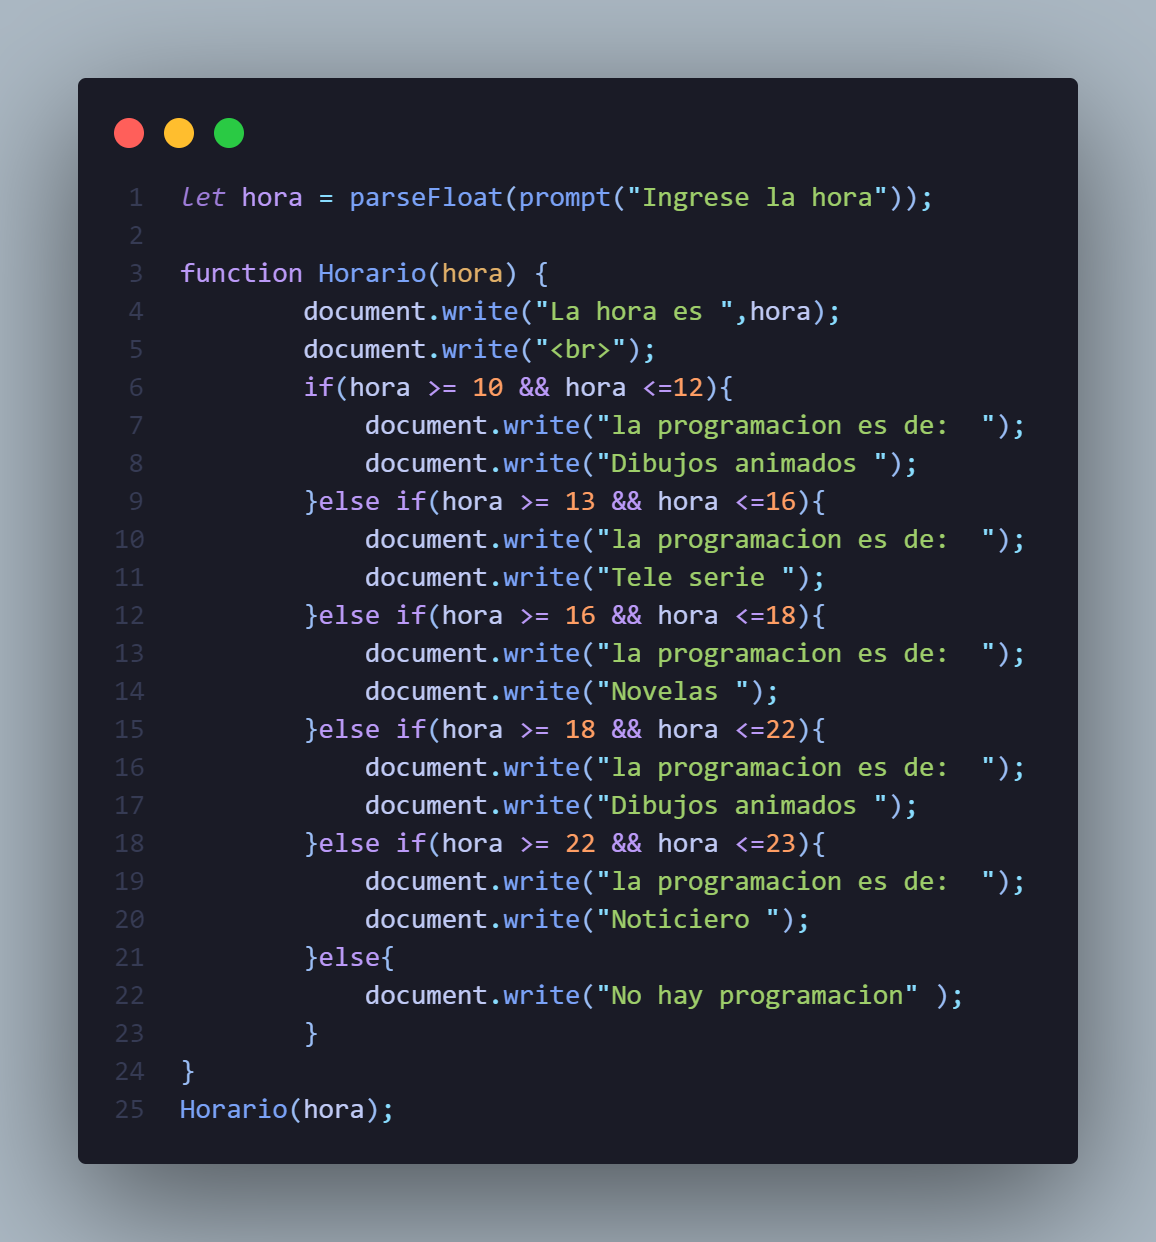 1 let hora = parseFloat(prompt("Ingrese la hora"));
2
3 function Horario(hora) {
4         document.write("La hora es ",hora);
5         document.write("<br>");
6         if(hora >= 10 && hora <=12){
7             document.write("la programacion es de:  ");
8             document.write("Dibujos animados ");
9         }else if(hora >= 13 && hora <=16){
10             document.write("la programacion es de:  ");
11             document.write("Tele serie ");
12         }else if(hora >= 16 && hora <=18){
13             document.write("la programacion es de:  ");
14             document.write("Novelas ");
15         }else if(hora >= 18 && hora <=22){
16             document.write("la programacion es de:  ");
17             document.write("Dibujos animados ");
18         }else if(hora >= 22 && hora <=23){
19             document.write("la programacion es de:  ");
20             document.write("Noticiero ");
21         }else{
22             document.write("No hay programacion" );
23         }
24 }
25 Horario(hora);